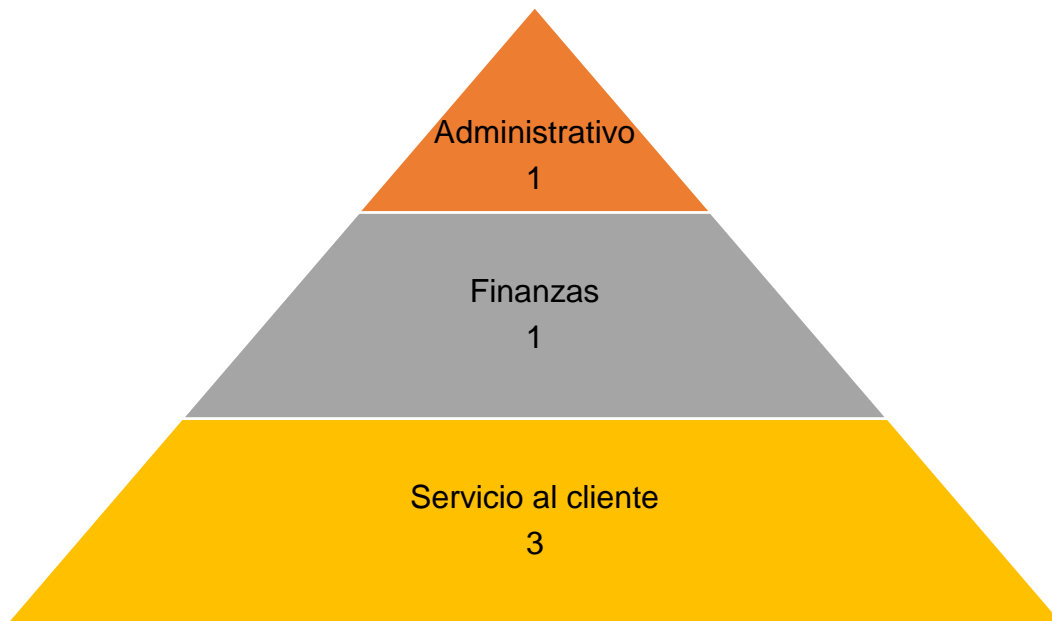 Administrativo
1
Finanzas
1
Servicio al cliente
3